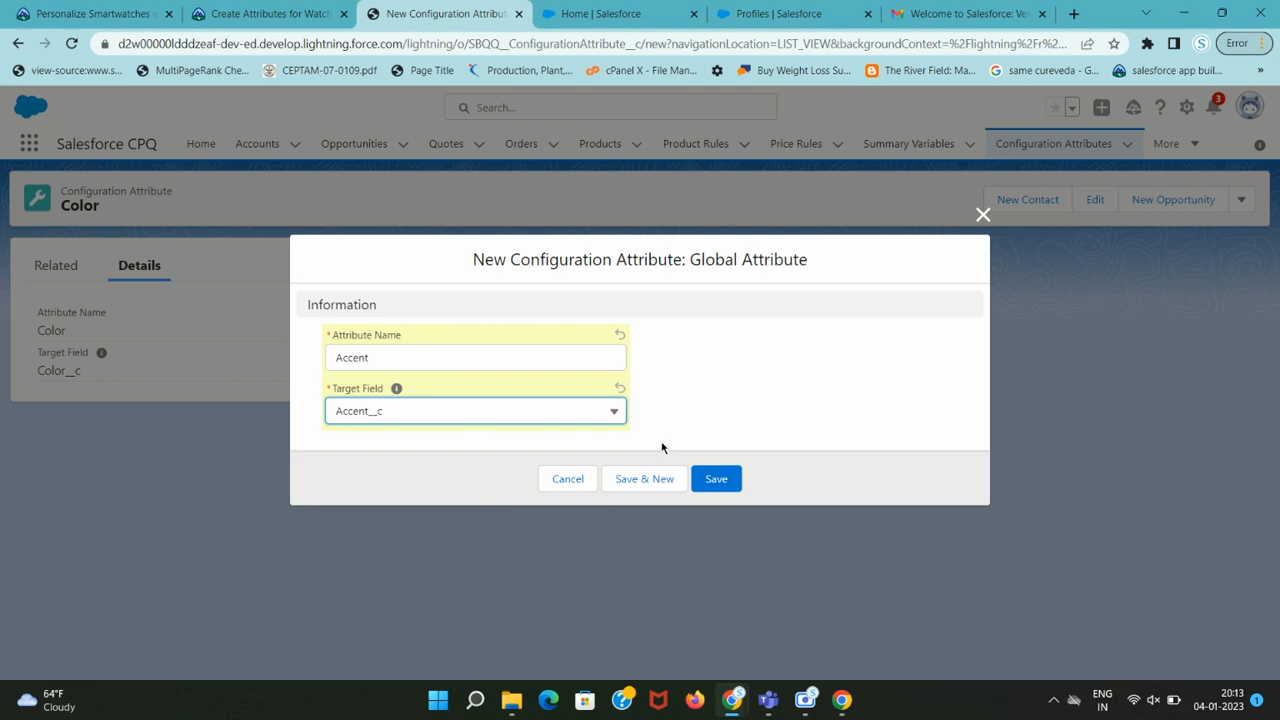 Personalize Smartwatches v
Create Attributes for Watch
New Configuration Attribut
Home | Salesforce
Profiles | Salesforce
Welcome to Salesforce: Ver
d2w00000ldddzeaf-dev-ed.develop.lightning.force.com/lightning/o/SBQQ__ConfigurationAttribute__c/new?navigationLocation=LIST_VIEW&backgroundContext=%2Flightning%2Fr%2...
Error
view-source:www.s...
MultiPageRank Che...
CEPTAM-07-0109.pdf
Page Title
Production, Plant,...
cPanel X - File Man...
Buy Weight Loss Su...
The River Field: Ma...
same cureveda - G...
salesforce app buil...
»
Search...
3
Salesforce CPQ
Home
Accounts
Opportunities
Quotes
Orders
Products
Product Rules
Price Rules
Summary Variables
Configuration Attributes
More
Configuration Attribute
Color
New Contact
Edit
New Opportunity
Related
Details
Attribute Name
Color
Target Field
Color__c
New Configuration Attribute: Global Attribute
Information
*Attribute Name
Accent
*Target Field
Accent__c
Cancel
Save & New
Save
64°F
Cloudy
ENG
IN
20:13
04-01-2023
1